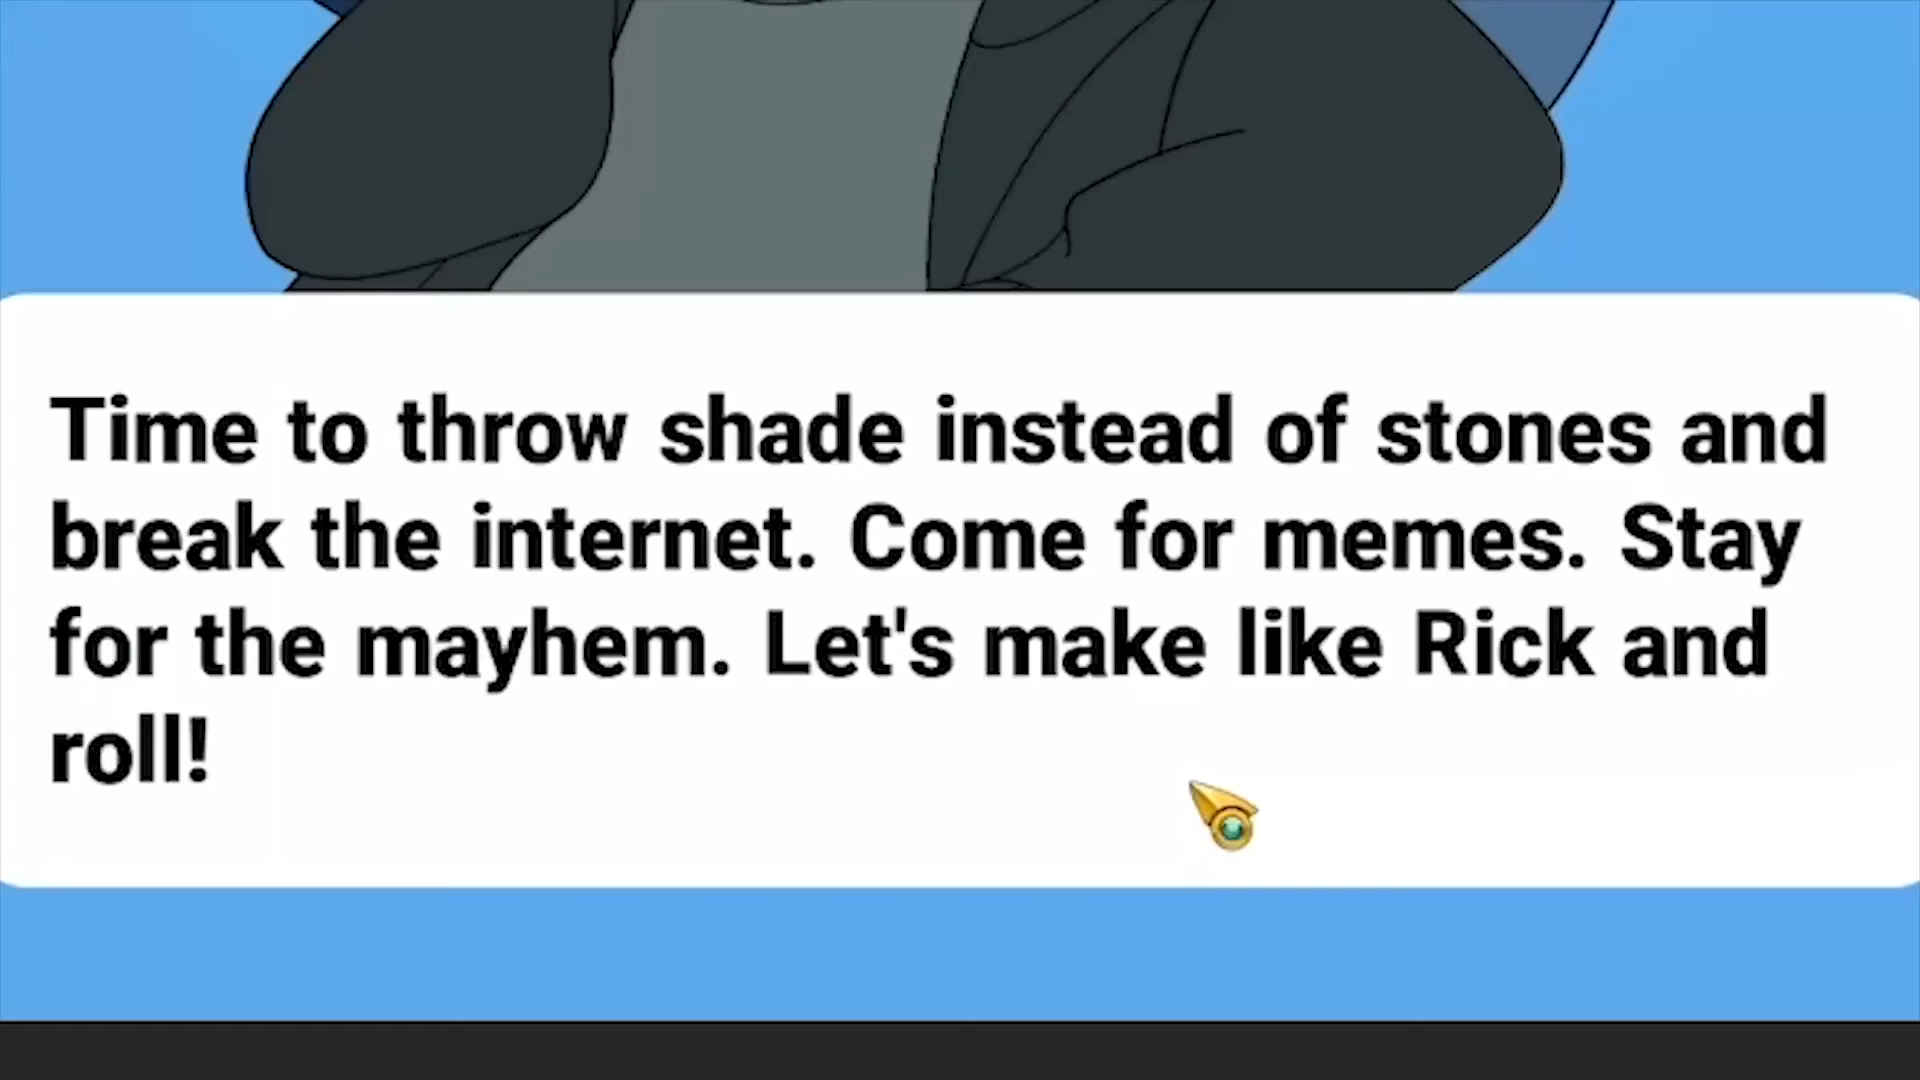 Time to throw shade instead of stones and
break the internet. Come for memes. Stay
for the mayhem. Let's make like Rick and
roll!